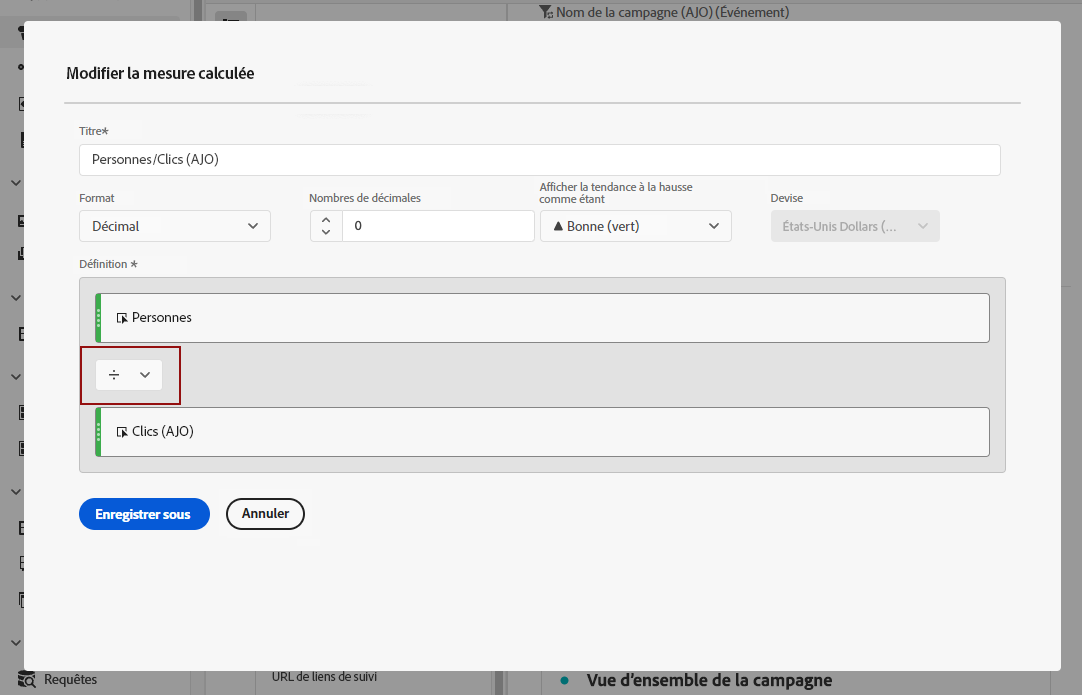 Nom de la campagne (AJO) (Événement)
Modifier la mesure calculée
Titre*
Personnes/Clics (AJO)
Format
Nombres de décimales
Afficher la tendance à la hausse
comme étant
Devise
Décimal
0
Bonne (vert)
États-Unis Dollars (...
Définition *
Personnes
÷
Clics (AJO)
Enregistrer sous
Annuler
Requêtes
URL de liens de suivi
Vue d'ensemble de la campagne